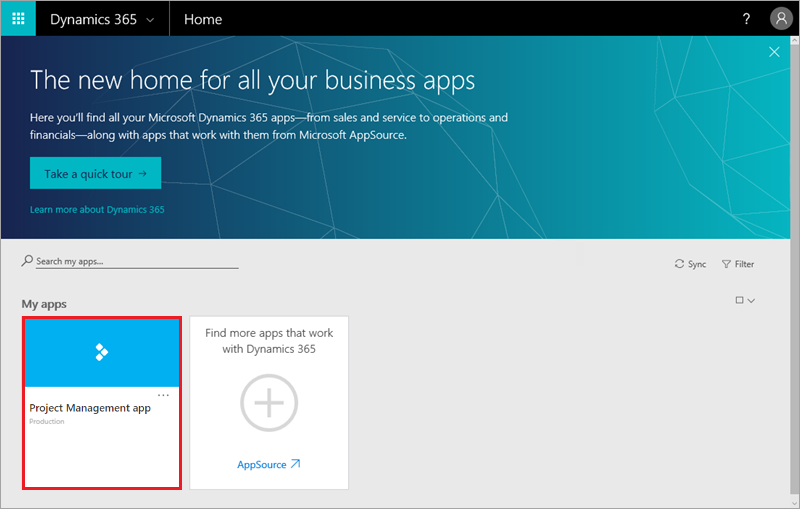 Dynamics 365
Home
?
The new home for all your business apps
Here you'll find all your Microsoft Dynamics 365 apps—from sales and service to operations and
financials—along with apps that work with them from Microsoft AppSource.
Take a quick tour →
Learn more about Dynamics 365
Search my apps...
Sync
Filter
My apps
Project Management app
Production
Find more apps that work
with Dynamics 365
AppSource